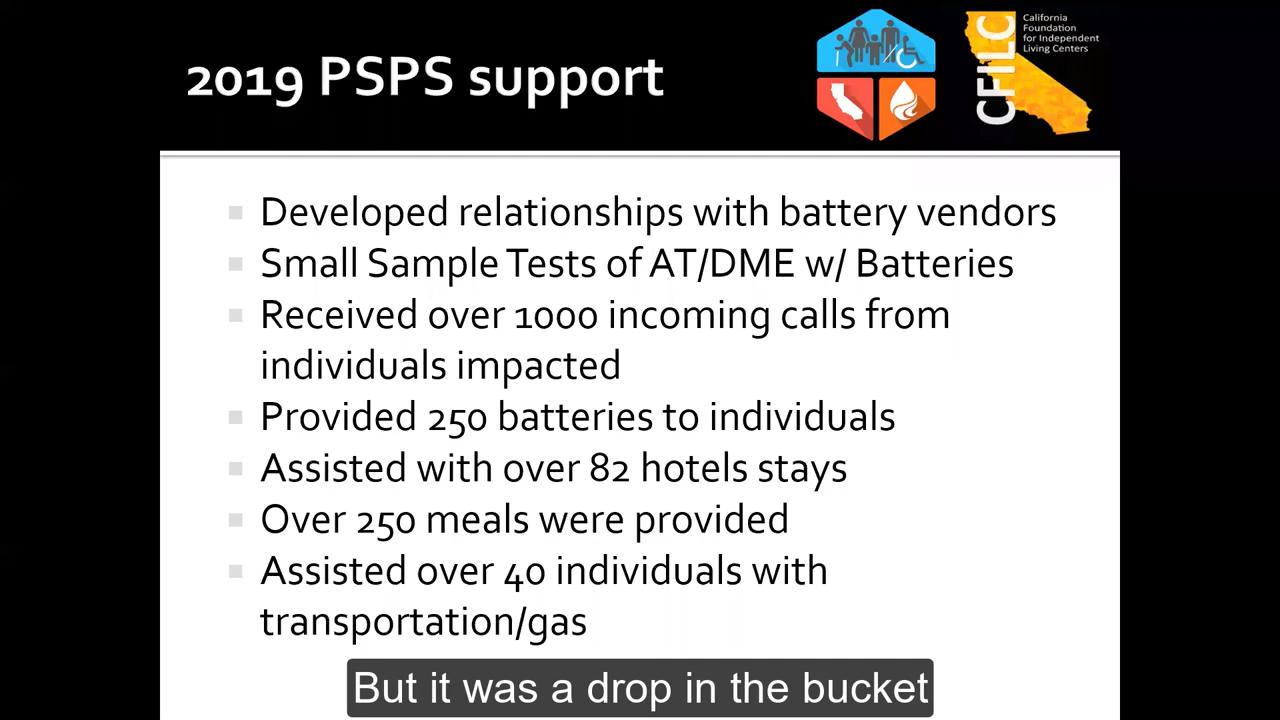 2019 PSPS support
CFILC
California
Foundation
for Independent
Living Centers
Developed relationships with battery vendors
Small Sample Tests of AT/DME w/ Batteries
Received over 1000 incoming calls from
individuals impacted
Provided 250 batteries to individuals
Assisted with over 82 hotels stays
Over 250 meals were provided
Assisted over 40 individuals with
transportation/gas
But it was a drop in the bucket